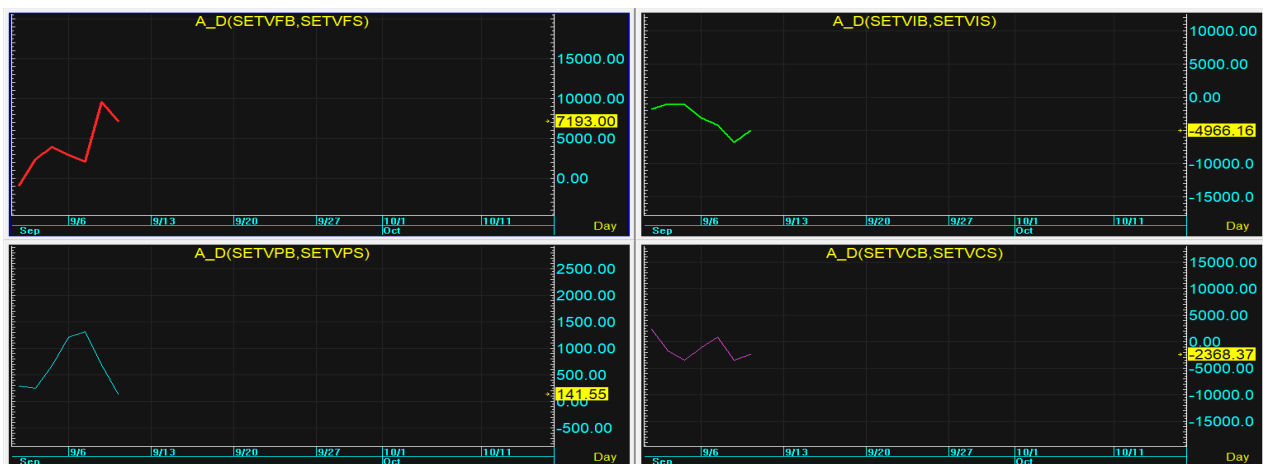 A_D(SETVFB,SETVFS)
15000.00
10000.00
7193.00
5000.00
0.00
9/6 9/13 9/20 9/27 10/1 10/11
Sep Oct Day
A_D(SETVIB,SETVIS)
10000.00
5000.00
0.00
-4966.16
-10000.0
-15000.0
9/6 9/13 9/20 9/27 10/1 10/11
Sep Oct Day
A_D(SETVPB,SETVPS)
2500.00
2000.00
1500.00
1000.00
500.00
141.55
0.00
-500.00
9/6 9/13 9/20 9/27 10/1 10/11
Sep Oct Day
A_D(SETVCB,SETVCS)
15000.00
10000.00
5000.00
0.00
-2368.37
-5000.00
-10000.0
-15000.0
9/6 9/13 9/20 9/27 10/1 10/11
Sep Oct Day